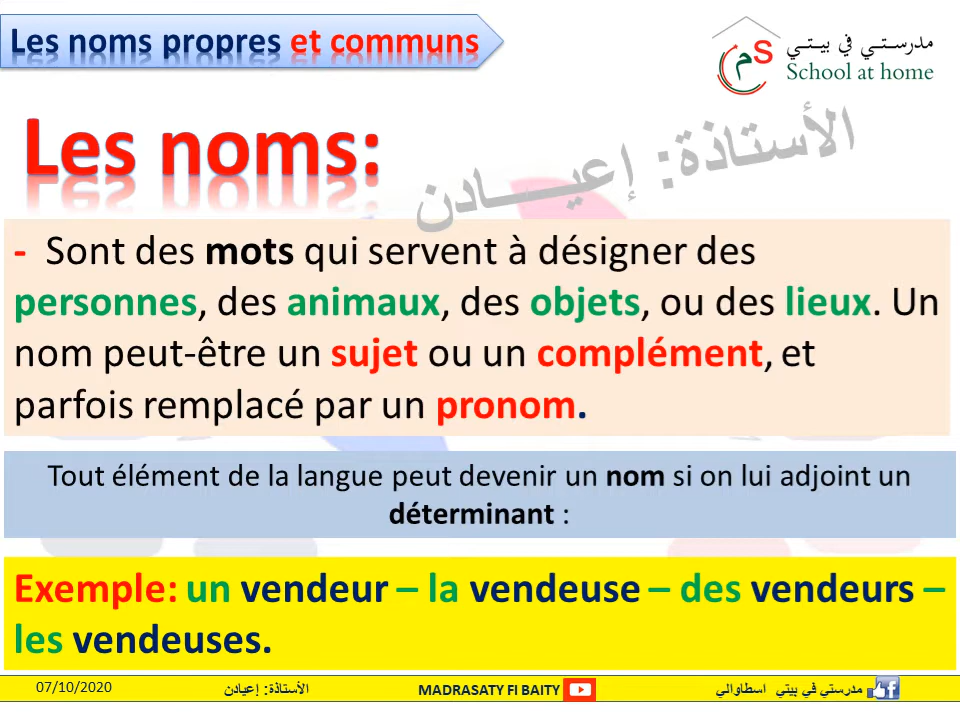 Les noms propres et communs
مدرستي في بيتي
School at home
م S
Les noms:
الأستاذة: إعيادن
- Sont des mots qui servent à désigner des
personnes, des animaux, des objets, ou des lieux. Un
nom peut-être un sujet ou un complément, et
parfois remplacé par un pronom.
Tout élément de la langue peut devenir un nom si on lui adjoint un
déterminant :
Exemple: un vendeur – la vendeuse – des vendeurs –
les vendeuses.
07/10/2020
الأستاذة: إعيادن
MADRASATY FI BAITY
مدرستي في بيتي اسطاوالي